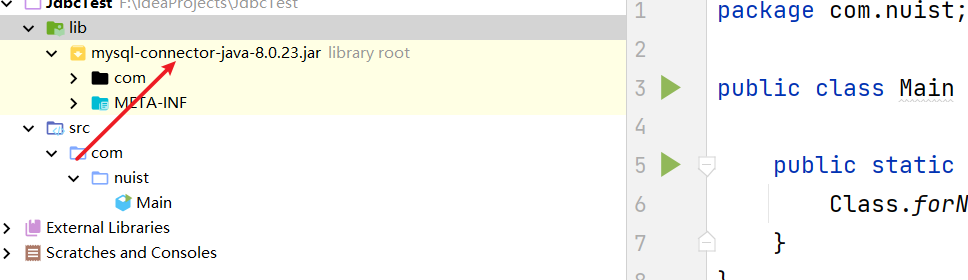 JdbcTest F:\IdeaProjects\JdbcTest
lib
mysql-connector-java-8.0.23.jar library root
com
META-INF
src
com
nuist
Main
External Libraries
Scratches and Consoles
1 package com.nuist;
2
3 public class Main
4
5 public static
6 Class.forN
7 }
8 }